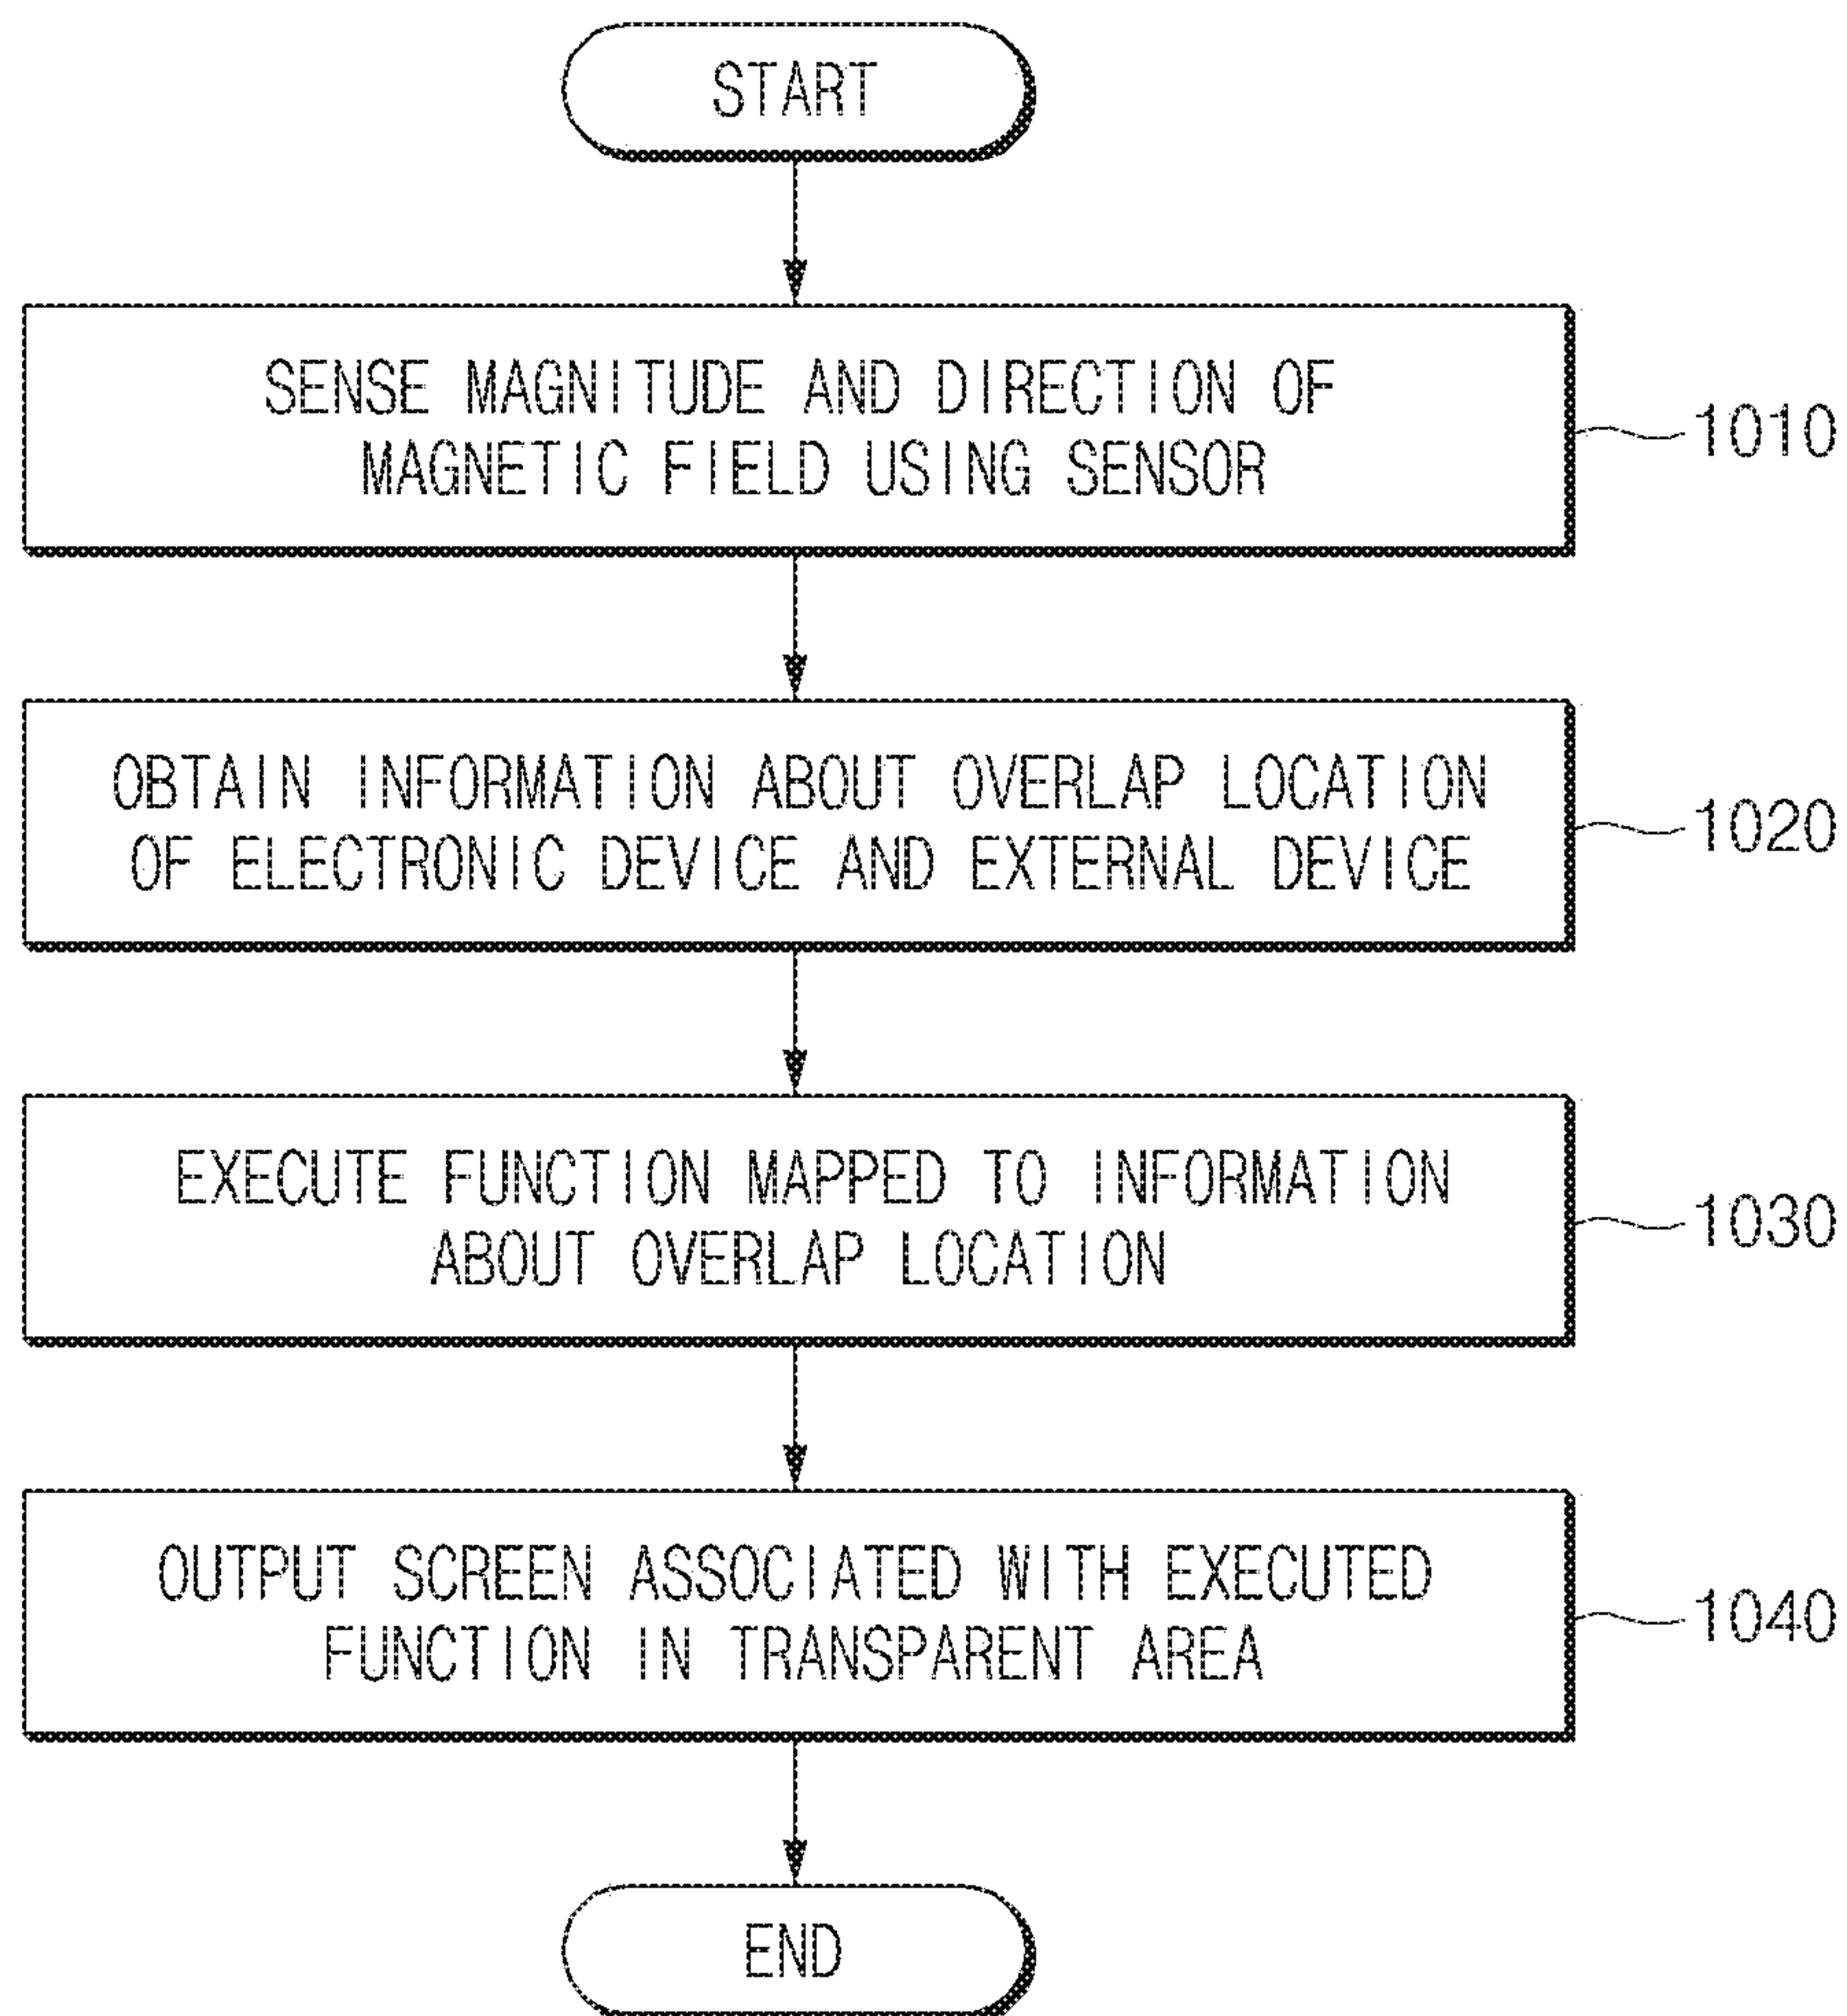 START
SENSE MAGNITUDE AND DIRECTION OF
MAGNETIC FIELD USING SENSOR
1010
OBTAIN INFORMATION ABOUT OVERLAP LOCATION
OF ELECTRONIC DEVICE AND EXTERNAL DEVICE
1020
EXECUTE FUNCTION MAPPED TO INFORMATION
ABOUT OVERLAP LOCATION
1030
OUTPUT SCREEN ASSOCIATED WITH EXECUTED
FUNCTION IN TRANSPARENT AREA
1040
END